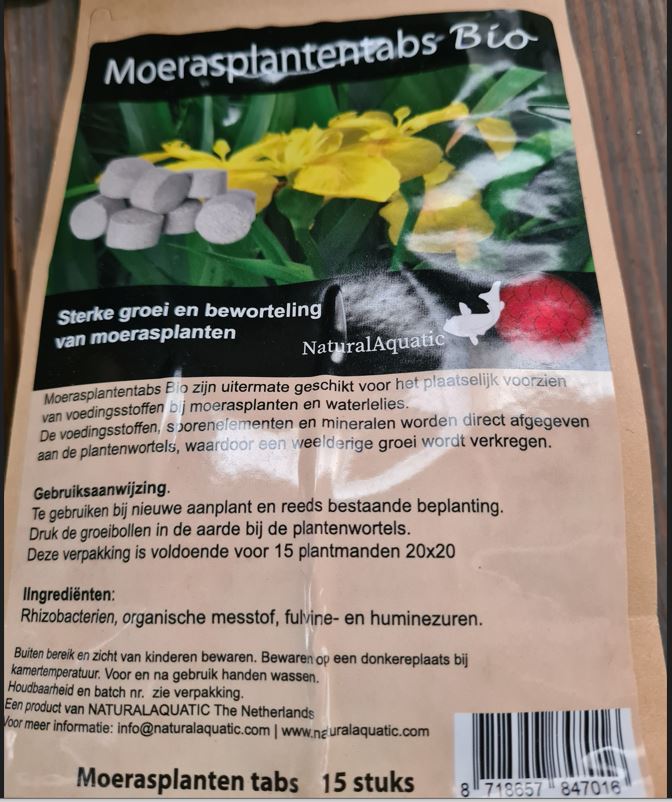 Moerasplantentabs Bio
Sterke groei en beworteling
van moerasplanten
NaturalAquatic
Moerasplantentabs Bio zijn uitermate geschikt voor het plaatselijk voorzien
van voedingsstoffen bij moerasplanten en waterlelies.
De voedingsstoffen, sporenelementen en mineralen worden direct afgegeven
aan de plantenwortels, waardoor een weelderige groei wordt verkregen.
Gebruiksaanwijzing.
Te gebruiken bij nieuwe aanplant en reeds bestaande beplanting.
Druk de groeibollen in de aarde bij de plantenwortels.
Deze verpakking is voldoende voor 15 plantmanden 20x20
IIngrediënten:
Rhizobacterien, organische messtof, fulvine- en huminezuren.
Buiten bereik en zicht van kinderen bewaren. Bewaren op een donkereplaats bij
kamertemperatuur. Voor en na gebruik handen wassen.
Houdbaarheid en batch nr. zie verpakking.
Een product van NATURALAQUATIC The Netherlands
Voor meer informatie: info@naturalaquatic.com | www.naturalaquatic.com
Moerasplanten tabs 15 stuks
8 718657 847016